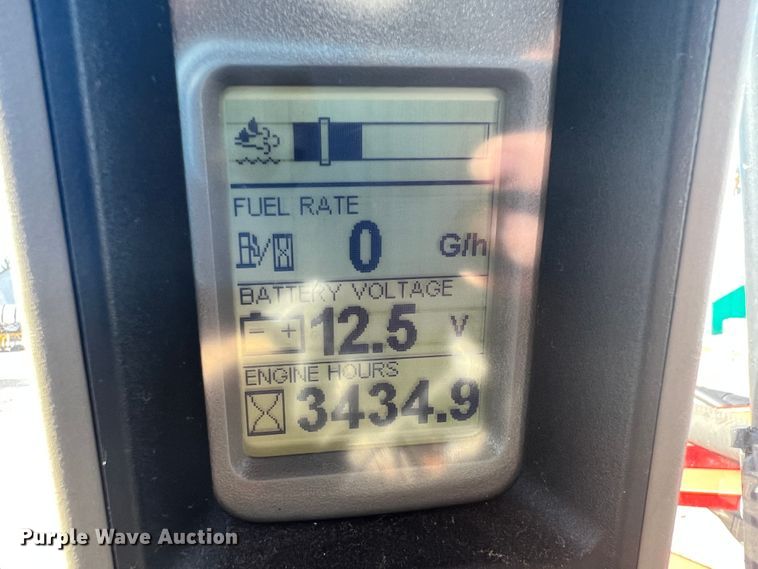 FUEL RATE
0 G/h
BATTERY VOLTAGE
- + 12.5 V
ENGINE HOURS
3434.9
Purple Wave Auction